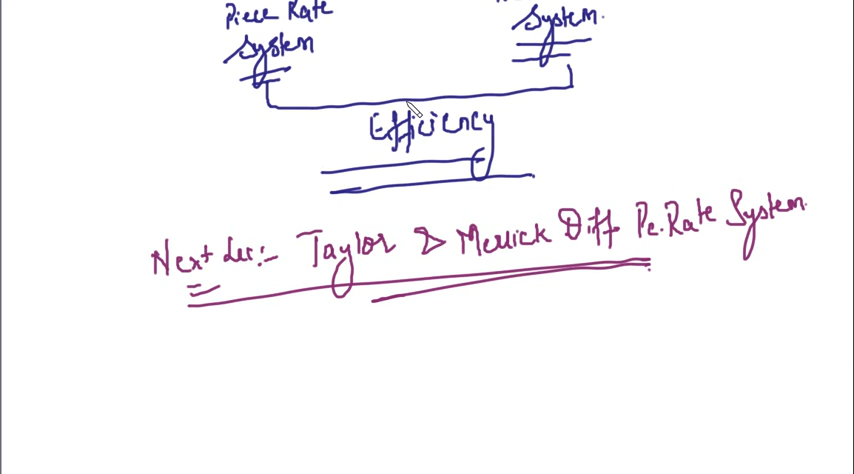 Piece Rate
System
System.
Efficiency
Next Lec:- Taylor & Merrick Diff Pc. Rate System.